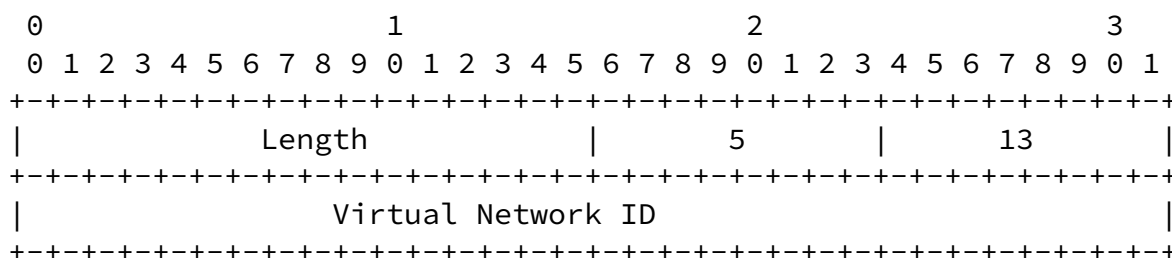 0                   1                   2                   3
 0 1 2 3 4 5 6 7 8 9 0 1 2 3 4 5 6 7 8 9 0 1 2 3 4 5 6 7 8 9 0 1
+-+-+-+-+-+-+-+-+-+-+-+-+-+-+-+-+-+-+-+-+-+-+-+-+-+-+-+-+-+-+-+-+
|             Length            |       5       |      13       |
+-+-+-+-+-+-+-+-+-+-+-+-+-+-+-+-+-+-+-+-+-+-+-+-+-+-+-+-+-+-+-+-+
|                 Virtual Network ID                            |
+-+-+-+-+-+-+-+-+-+-+-+-+-+-+-+-+-+-+-+-+-+-+-+-+-+-+-+-+-+-+-+-+